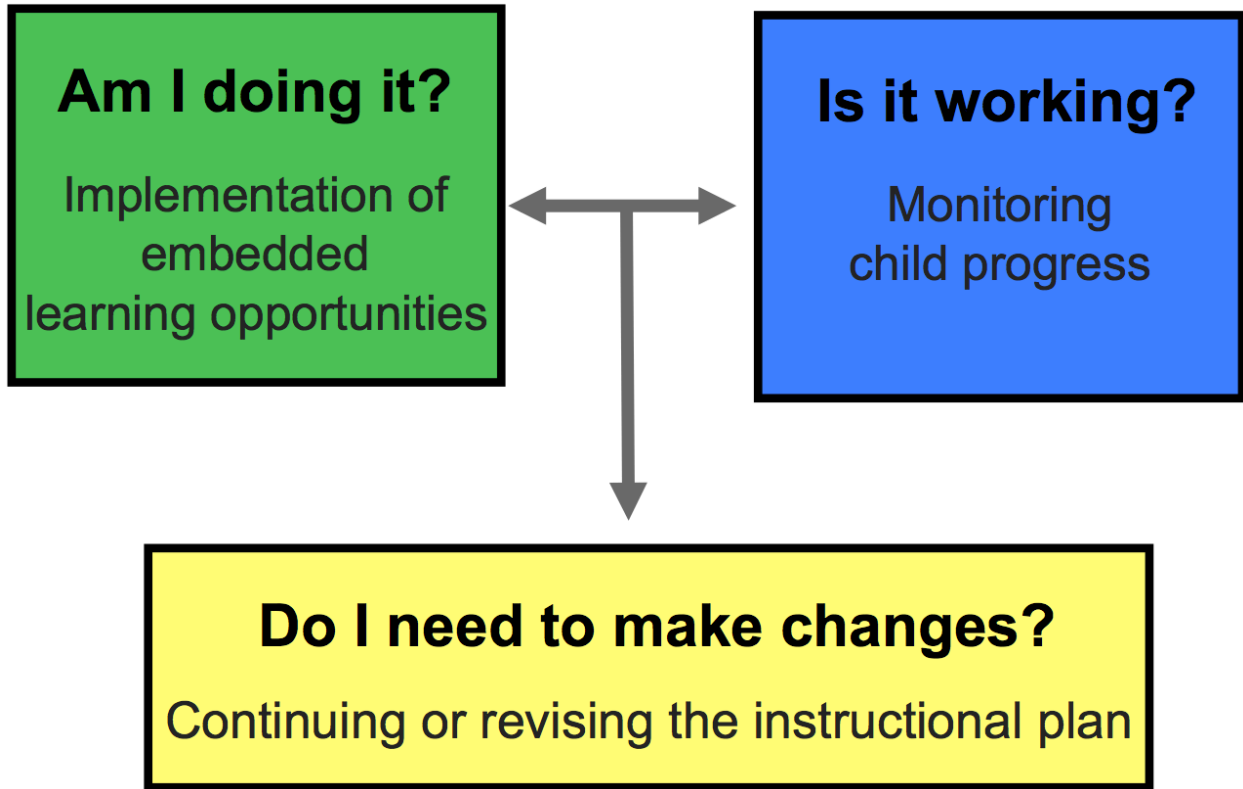 Am I doing it?
Implementation of
embedded
learning opportunities
Is it working?
Monitoring
child progress
Do I need to make changes?
Continuing or revising the instructional plan